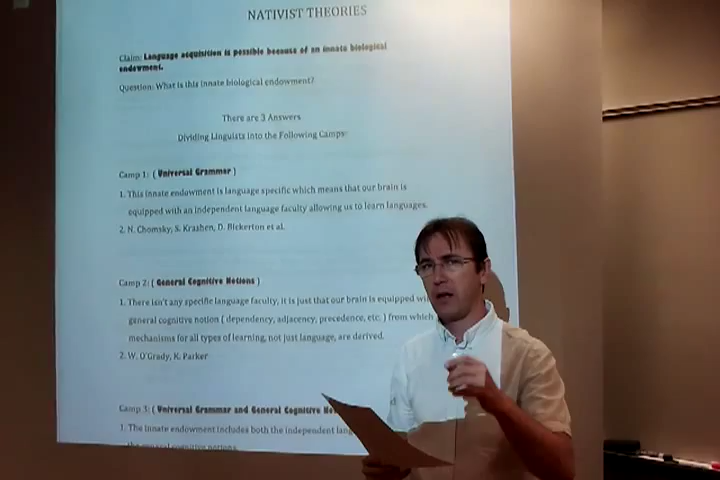 NATIVIST THEORIES
Claim: Language acquisition is possible because of an innate biological
endowment.
Question: What is this innate biological endowment?
There are 3 Answers
Dividing Linguists into the Following Camps:
Camp 1: ( Universal Grammar )
1. This innate endowment is language specific which means that our brain is
equipped with an independent language faculty allowing us to learn languages.
2. N. Chomsky, S. Krashen, D. Bickerton et al.
Camp 2: ( General Cognitive Notions )
1. There isn't any specific language faculty, it is just that our brain is equipped
general cognitive notion ( dependency, adjacency, precedence, etc. ) from which
mechanisms for all types of learning, not just language, are derived.
2. W. O'Grady, K. Parker
Camp 3: ( Universal Grammar and General Cognitive
1. The innate endowment includes both the independent
the general cognitive notions.